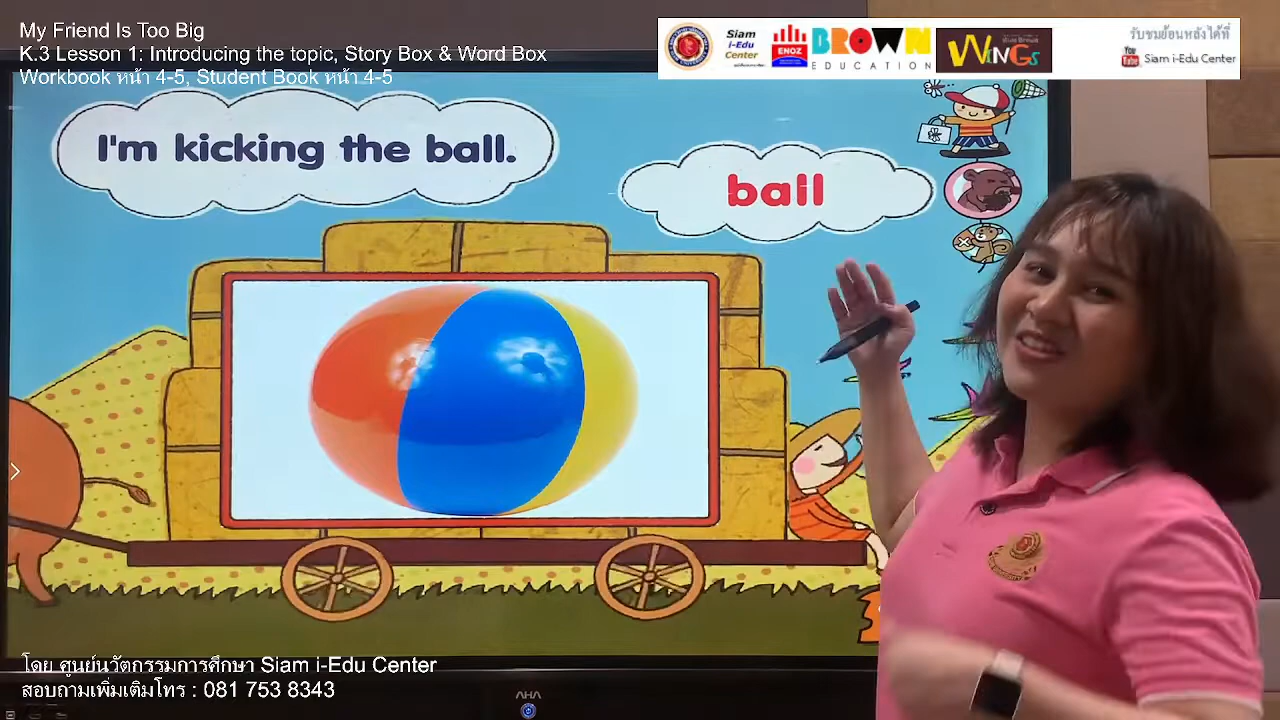 My Friend Is Too Big
K.3 Lesson 1: Introducing the topic, Story Box & Word Box
Workbook หน้า 4-5, Student Book หน้า 4-5
Siam
i-Edu
Center
ENOZ
BROWN
EDUCATION
WINGS
รับชมย้อนหลังได้ที่
You Tube Siam i-Edu Center
I'm kicking the ball.
ball
โดย ศูนย์นวัตกรรมการศึกษา Siam i-Edu Center
สอบถามเพิ่มเติมโทร : 081 753 8343
AHA